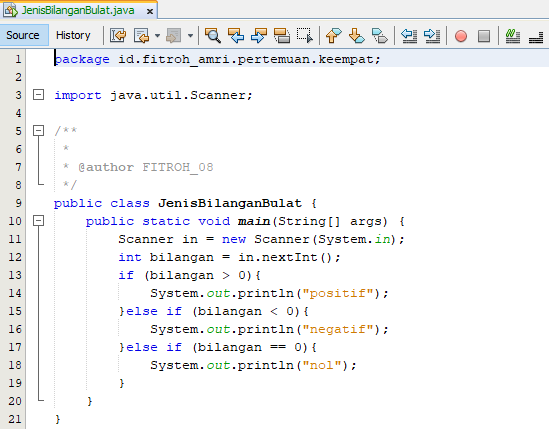 JenisBilanganBulat.java
Source History
1 package id.fitroh_amri.pertemuan.keempat;
2
3 import java.util.Scanner;
4
5 /**
6 *
7 * @author FITROH_08
8 */
9 public class JenisBilanganBulat {
10 public static void main(String[] args) {
11 Scanner in = new Scanner(System.in);
12 int bilangan = in.nextInt();
13 if (bilangan > 0){
14 System.out.println("positif");
15 }else if (bilangan < 0){
16 System.out.println("negatif");
17 }else if (bilangan == 0){
18 System.out.println("nol");
19 }
20 }
21 }